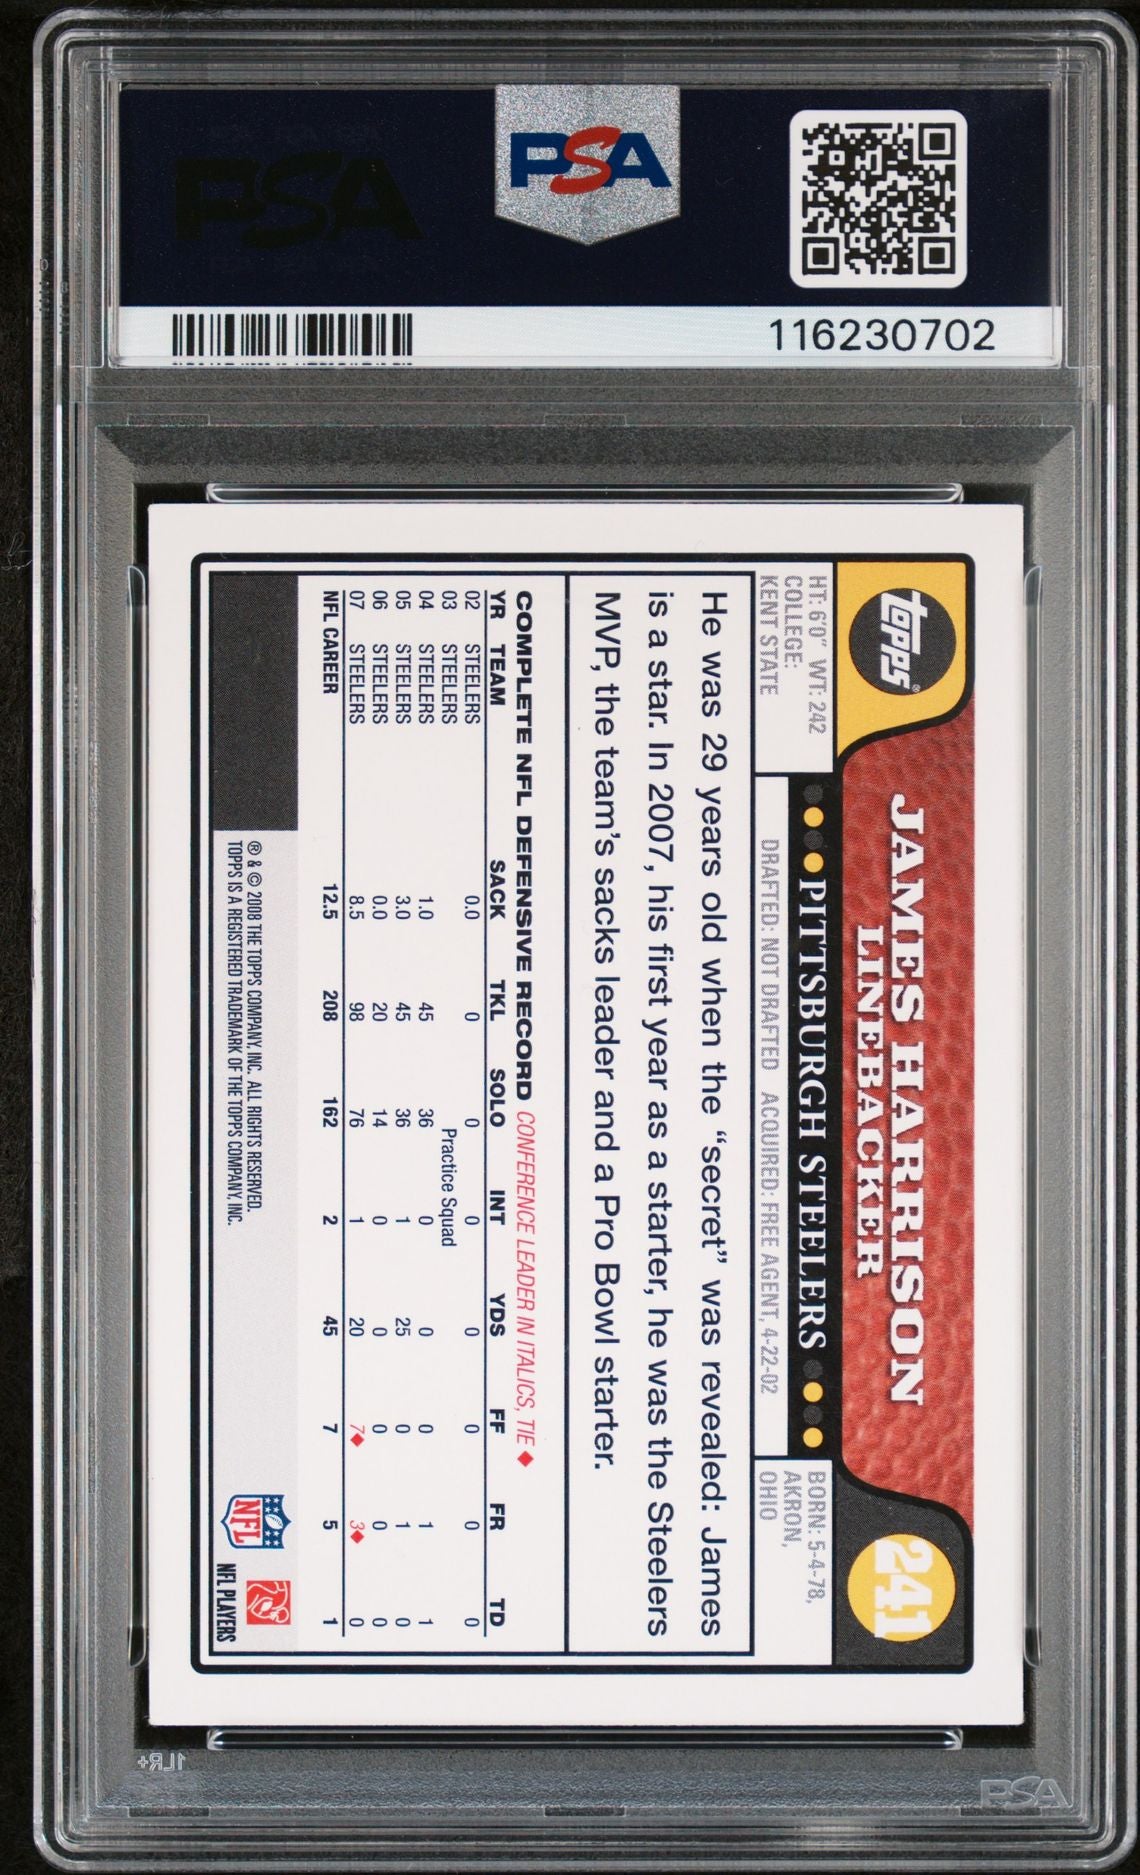 PSA
PSA
116230702
topps
JAMES HARRISON
LINEBACKER
241
PITTSBURGH STEELERS
HT: 6'0" WT: 242
COLLEGE:
KENT STATE
DRAFTED: NOT DRAFTED ACQUIRED: FREE AGENT, 4-22-02
BORN: 5-4-78,
AKRON,
OHIO
He was 29 years old when the “secret” was revealed: James
is a star. In 2007, his first year as a starter, he was the Steelers
MVP, the team’s sacks leader and a Pro Bowl starter.
COMPLETE NFL DEFENSIVE RECORD CONFERENCE LEADER IN ITALICS, TIE ♦
YR TEAM SACK TKL SOLO INT YDS FF FR TD
02 STEELERS 0.0 0 0 0 0 0 0 0
03 STEELERS Practice Squad
04 STEELERS 1.0 45 36 0 0 0 1 1
05 STEELERS 3.0 45 36 1 25 0 1 0
06 STEELERS 0.0 20 14 0 0 0 0 0
07 STEELERS 8.5 98 76 1 20 7♦ 3♦ 0
NFL CAREER 12.5 208 162 2 45 7 5 1
® & © 2008 THE TOPPS COMPANY, INC. ALL RIGHTS RESERVED.
TOPPS IS A REGISTERED TRADEMARK OF THE TOPPS COMPANY, INC.
NFL
NFL PLAYERS
1LR+
PSA